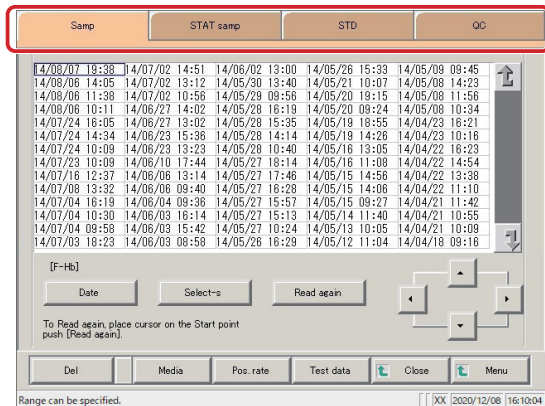 Samp STAT samp STD QC
14/08/07 19:38 14/07/02 14:51 14/06/02 13:00 14/05/26 15:33 14/05/09 09:45
14/08/06 14:05 14/07/02 13:12 14/05/30 13:40 14/05/21 10:07 14/05/08 14:23
14/08/06 11:38 14/07/02 10:56 14/05/29 09:56 14/05/20 19:15 14/05/08 11:56
14/08/06 10:11 14/06/27 14:02 14/05/28 16:19 14/05/20 09:24 14/05/08 10:34
14/07/24 16:05 14/06/27 13:02 14/05/28 15:35 14/05/19 18:55 14/04/23 16:21
14/07/24 14:34 14/06/23 15:36 14/05/28 14:14 14/05/19 14:26 14/04/23 10:16
14/07/24 10:09 14/06/23 13:23 14/05/28 10:40 14/05/16 13:05 14/04/22 16:23
14/07/23 10:09 14/06/10 17:44 14/05/27 18:14 14/05/16 11:08 14/04/22 14:54
14/07/16 12:37 14/06/06 13:14 14/05/27 17:46 14/05/15 14:56 14/04/22 13:38
14/07/08 13:32 14/06/06 09:40 14/05/27 16:28 14/05/15 14:06 14/04/22 11:10
14/07/04 16:19 14/06/04 09:36 14/05/27 15:57 14/05/15 09:27 14/04/21 11:42
14/07/04 10:30 14/06/03 16:14 14/05/27 15:13 14/05/14 11:40 14/04/21 10:55
14/07/04 09:58 14/06/03 15:42 14/05/27 10:24 14/05/13 10:05 14/04/21 10:09
14/07/03 18:23 14/06/03 08:58 14/05/26 16:29 14/05/12 11:04 14/04/18 09:16
[F-Hb]
Date Select-s Read again
To Read again, place cursor on the Start point
push [Read again].
Del Media Pos. rate Test data Close Menu
Range can be specified. XX 2020/12/08 16:10:04